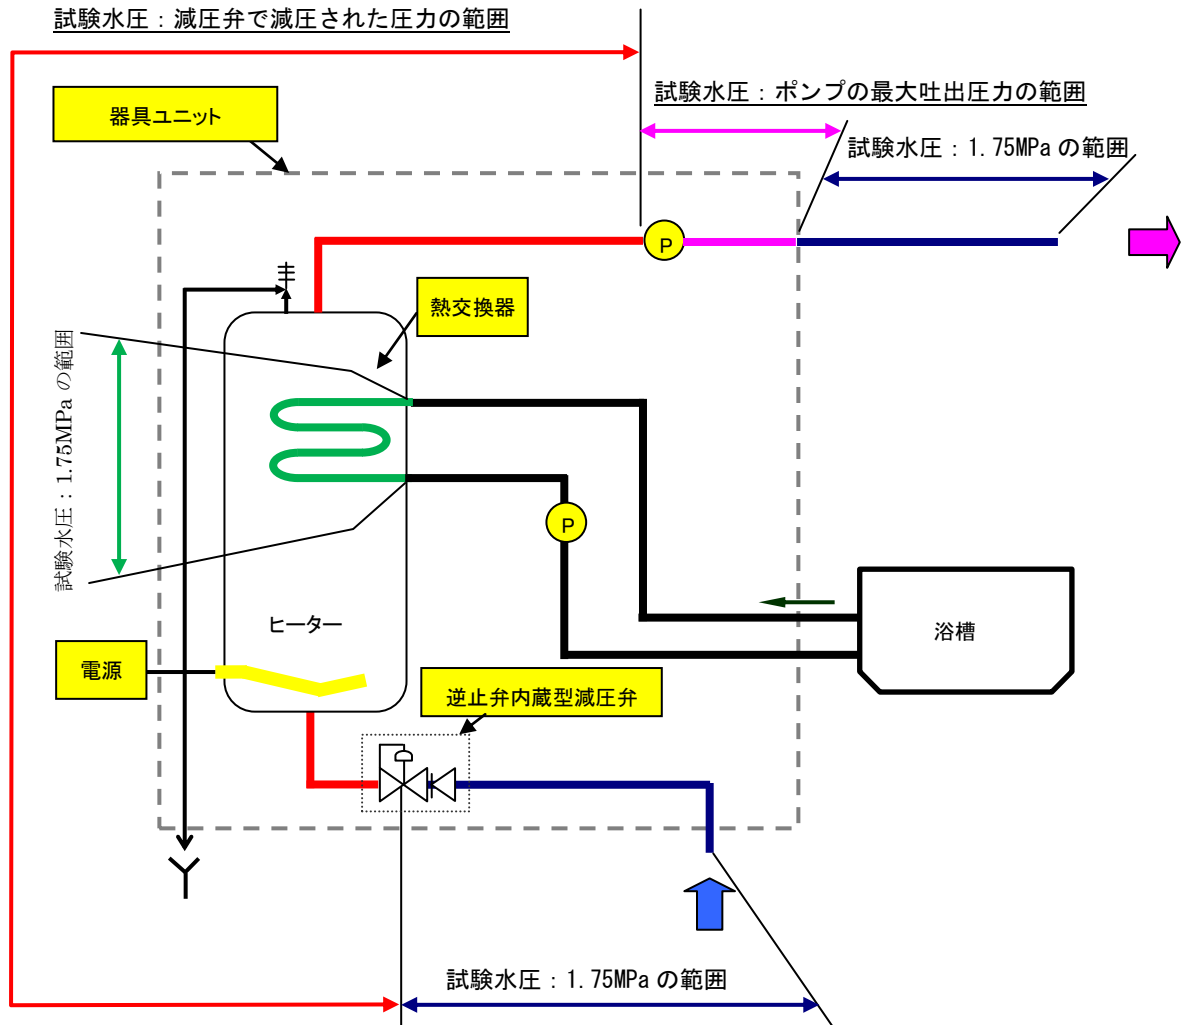 試験水圧：減圧弁で減圧された圧力の範囲
試験水圧：ポンプの最大吐出圧力の範囲
器具ユニット
試験水圧：1.75MPa の範囲
P
熱交換器
試験水圧：1.75MPa の範囲
P
ヒーター
浴槽
電源
逆止弁内蔵型減圧弁
試験水圧：1.75MPa の範囲